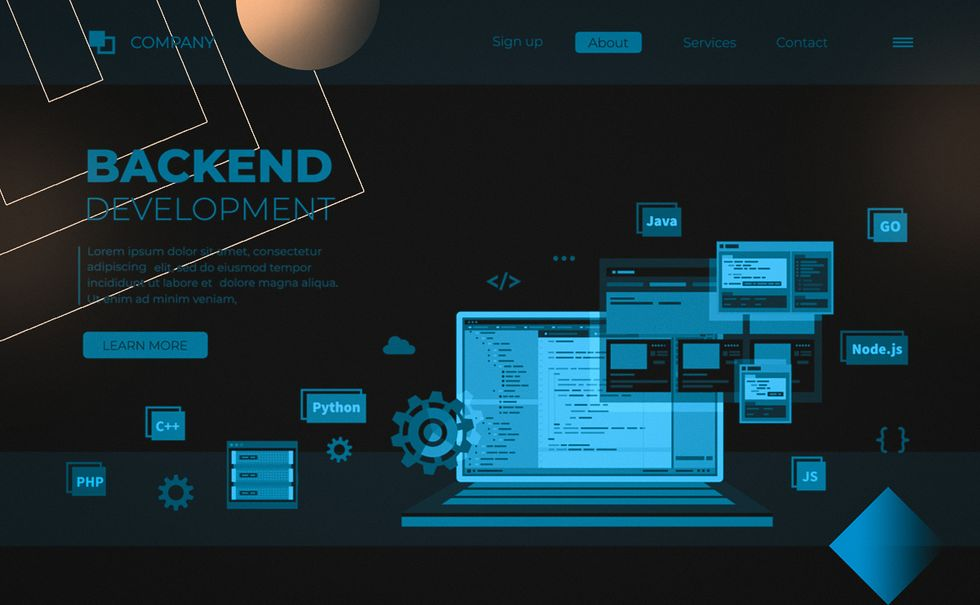 COMPANY
Sign up
About
Services
Contact
BACKEND
DEVELOPMENT
Lorem ipsum dolor sit amet, consectetur
adipiscing elit, sed do eiusmod tempor
incididunt ut labore et dolore magna aliqua.
Ut enim ad minim veniam,
LEARN MORE
Java
GO
</>
Node.js
Python
C++
{ }
PHP
JS